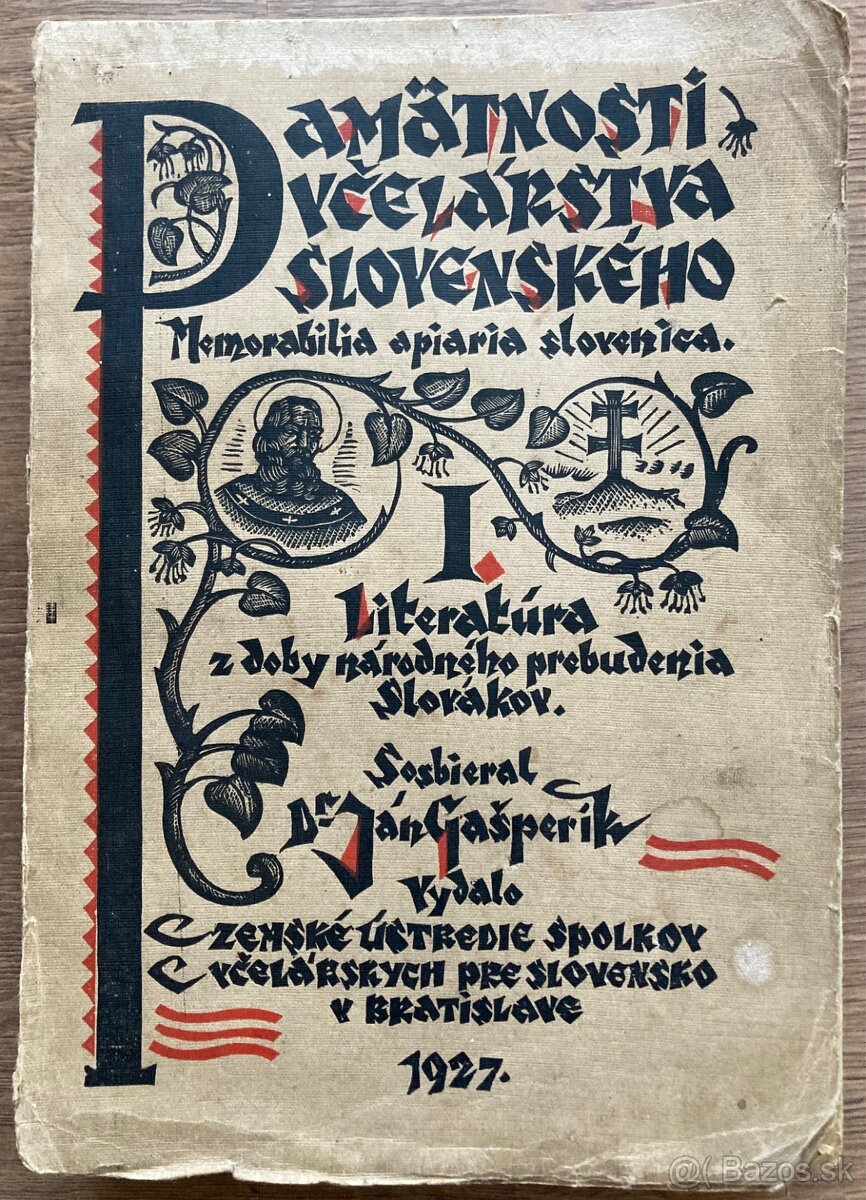 Pamätnosti
včelárstva
slovenského
Memorabilia apiaria slovenica.
I.
Literatúra
z doby národného prebudenia
Slovákov.
Sosbieral
Dr Ján Gašperík
Vydalo
Zemské ústredie spolkov
včelárskych pre Slovensko
v Bratislave
1927.
@( Bazos.sk